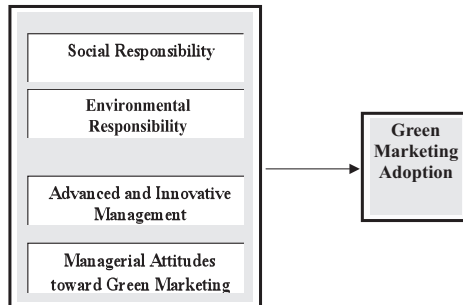 Social Responsibility
Environmental
Responsibility
Advanced and Innovative
Management
Managerial Attitudes
toward Green Marketing
Green
Marketing
Adoption